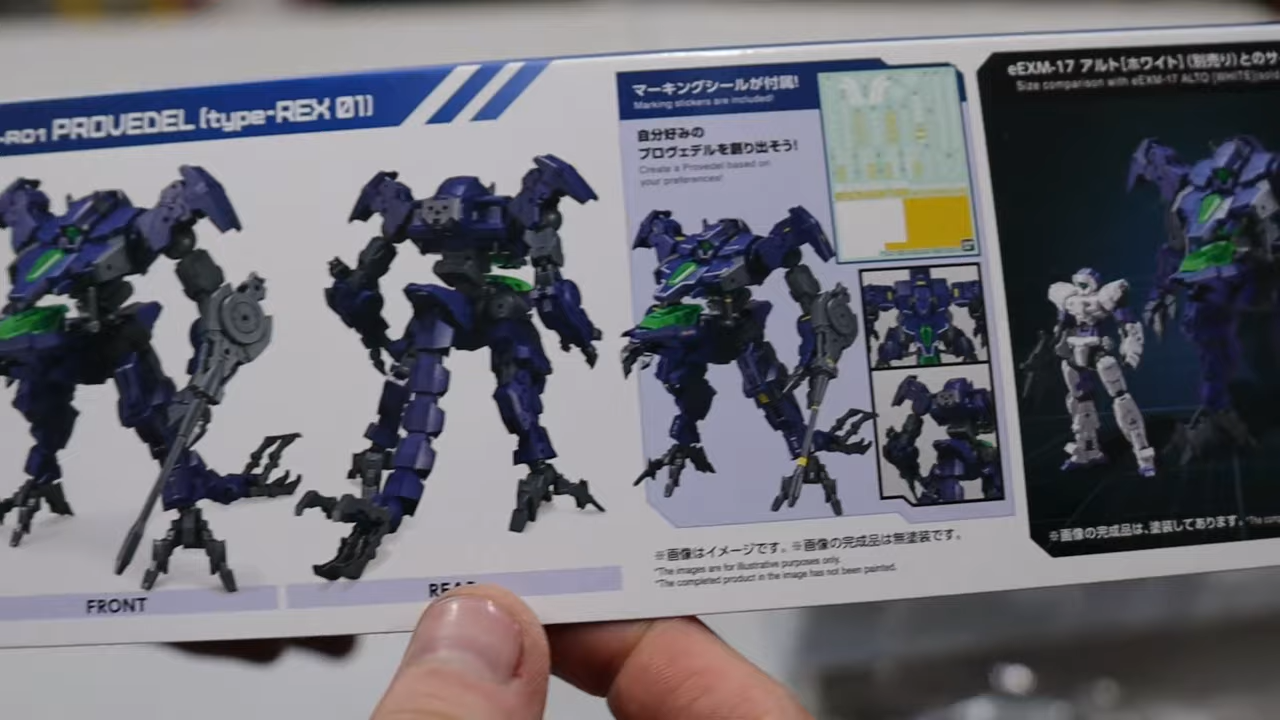 -R01 PROVEDEL (type-REX 01)
FRONT
マーキングシールが付属!
Marking stickers are included!
自分好みの
プロヴェデルを創り出そう!
Create a Provedel based on
your preferences!
※画像はイメージです。※画像の完成品は無塗装です。
*The images are for illustrative purposes only.
*The completed product in the image has not been painted.
eEXM-17 アルト[ホワイト](別売り)とのサ
Size comparison with eEXM-17 ALTO [WHITE]
※画像の完成品は、塗装してあります。